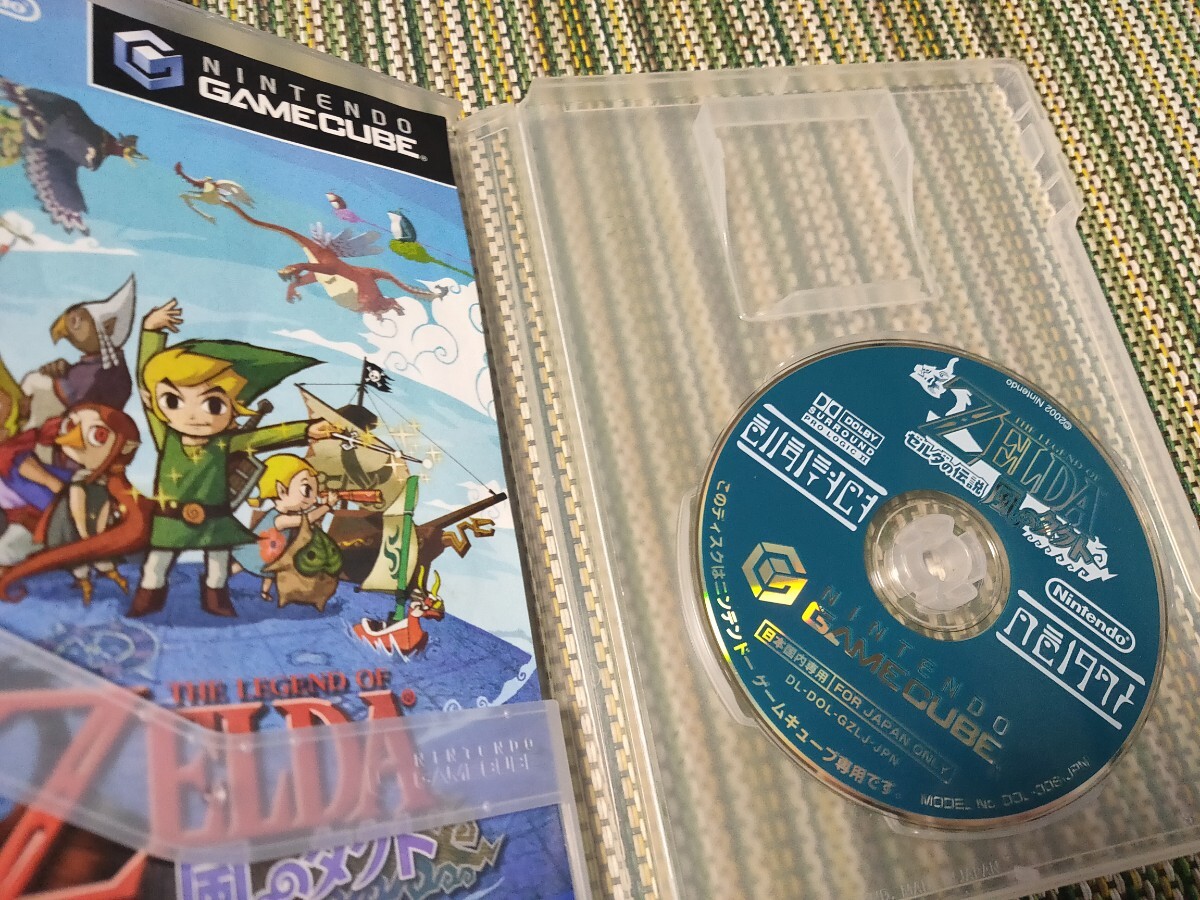 NINTENDO
GAMECUBE
THE LEGEND OF
ZELDA
風のタクト
NINTENDO
GAMECUBE
©2002 Nintendo
THE LEGEND OF
ZELDA
ゼルダの伝説
風のタクト
DOLBY
SURROUND
PRO LOGIC II
Nintendo
NINTENDO
GAMECUBE
日本国内専用 FOR JAPAN ONLY
DL-DOL-GZLJ-JPN
このディスクはニンテンドーゲームキューブ専用です。
MODEL No.
JAPAN